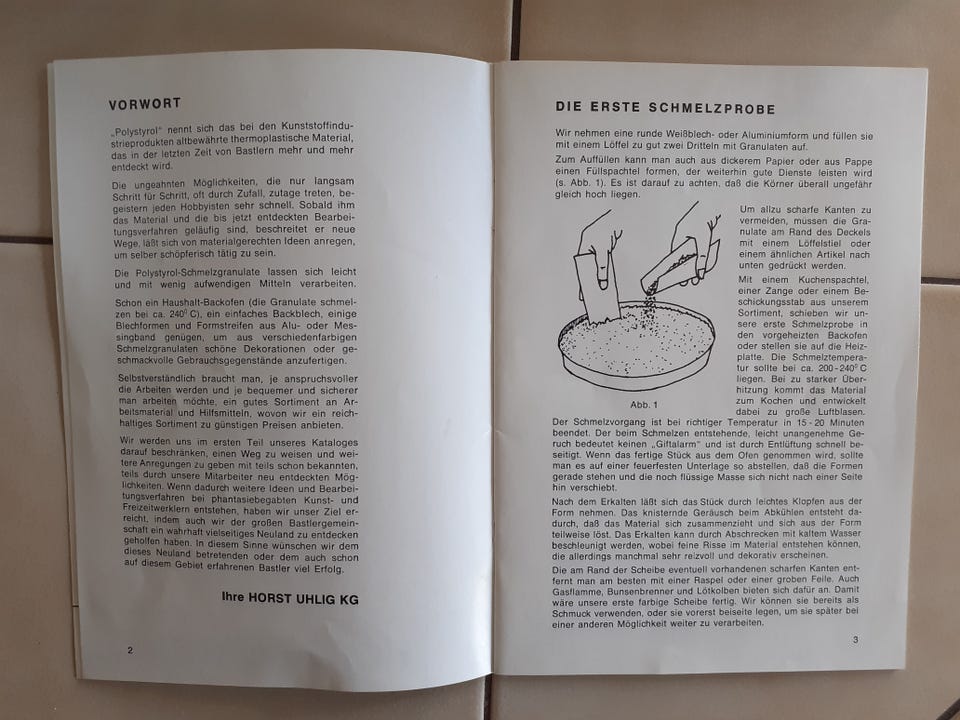 VORWORT
„Polystyrol“ nennt sich das bei den Kunststoffindu-
strieprodukten altbewährte thermoplastische Material,
das in der letzten Zeit von Bastlern mehr und mehr
entdeckt wird.
Die ungeahnten Möglichkeiten, die nur langsam
Schritt für Schritt, oft durch Zufall, zutage treten, be-
geistern jeden Hobbyisten sehr schnell. Sobald ihm
das Material und die bis jetzt entdeckten Bearbei-
tungsverfahren geläufig sind, beschreitet er neue
Wege, läßt sich von materialgerechten Ideen anregen,
um selber schöpferisch tätig zu sein.
Die Polystyrol-Schmelzgranulate lassen sich leicht
und mit wenig aufwendigen Mitteln verarbeiten.
Schon ein Haushalt-Backofen (die Granulate schmel-
zen bei ca. 240⁰ C), ein einfaches Backblech, einige
Blechformen und Formstreifen aus Alu- oder Mes-
singband genügen, um aus verschiedenfarbigen
Schmelzgranulaten schöne Dekorationen oder ge-
schmackvolle Gebrauchsgegenstände anzufertigen.
Selbstverständlich braucht man, je anspruchsvoller
die Arbeiten werden und je bequemer und sicherer
man arbeiten möchte, ein gutes Sortiment an Ar-
beitsmaterial und Hilfsmitteln, wovon wir ein reich-
haltiges Sortiment zu günstigen Preisen anbieten.
Wir werden uns im ersten Teil unseres Kataloges
darauf beschränken, einen Weg zu weisen und wei-
tere Anregungen zu geben mit teils schon bekannten,
teils durch unsere Mitarbeiter neu entdeckten Mög-
lichkeiten. Wenn dadurch weitere Ideen und Bearbei-
tungsverfahren bei phantasiebegabten Kunst- und
Freizeitwerklern entstehen, haben wir unser Ziel er-
reicht, indem auch wir der großen Bastlergemein-
schaft ein wahrhaft vielseitiges Neuland zu entdecken
geholfen haben. In diesem Sinne wünschen wir dem
dieses Neuland betretenden oder dem auch schon
auf diesem Gebiet erfahrenen Bastler viel Erfolg.
Ihre HORST UHLIG KG
2
DIE ERSTE SCHMELZPROBE
Wir nehmen eine runde Weißblech- oder Aluminiumform und füllen sie
mit einem Löffel zu gut zwei Dritteln mit Granulaten auf.
Zum Auffüllen kann man auch aus dickerem Papier oder aus Pappe
einen Füllspachtel formen, der weiterhin gute Dienste leisten wird
(s. Abb. 1). Es ist darauf zu achten, daß die Körner überall ungefähr
gleich hoch liegen.
Um allzu scharfe Kanten zu
vermeiden, müssen die Gra-
nulate am Rand des Deckels
mit einem Löffelstiel oder
einem ähnlichen Artikel nach
unten gedrückt werden.
Mit einem Kuchenspachtel,
einer Zange oder einem Be-
schickungsstab aus unserem
Sortiment, schieben wir un-
sere erste Schmelzprobe in
den vorgeheizten Backofen
oder stellen sie auf die Heiz-
platte. Die Schmelztempera-
tur sollte bei ca. 200-240⁰ C
liegen. Bei zu starker Über-
hitzung kommt das Material
zum Kochen und entwickelt
dabei zu große Luftblasen.
Abb. 1
Der Schmelzvorgang ist bei richtiger Temperatur in 15-20 Minuten
beendet. Der beim Schmelzen entstehende, leicht unangenehme Ge-
ruch bedeutet keinen „Giftalarm“ und ist durch Entlüftung schnell be-
seitigt. Wenn das fertige Stück aus dem Ofen genommen wird, sollte
man es auf einer feuerfesten Unterlage so abstellen, daß die Formen
gerade stehen und die noch flüssige Masse sich nicht nach einer Seite
hin verschiebt.
Nach dem Erkalten läßt sich das Stück durch leichtes Klopfen aus der
Form nehmen. Das knisternde Geräusch beim Abkühlen entsteht da-
durch, daß das Material sich zusammenzieht und sich aus der Form
teilweise löst. Das Erkalten kann durch Abschrecken mit kaltem Wasser
beschleunigt werden, wobei feine Risse im Material entstehen können,
die allerdings manchmal sehr reizvoll und dekorativ erscheinen.
Die am Rand der Scheibe eventuell vorhandenen scharfen Kanten ent-
fernt man am besten mit einer Raspel oder einer groben Feile. Auch
Gasflamme, Bunsenbrenner und Lötkolben bieten sich dafür an. Damit
wäre unsere erste farbige Scheibe fertig. Wir können sie bereits als
Schmuck verwenden, oder sie vorerst beiseite legen, um sie später bei
einer anderen Möglichkeit weiter zu verarbeiten.
3